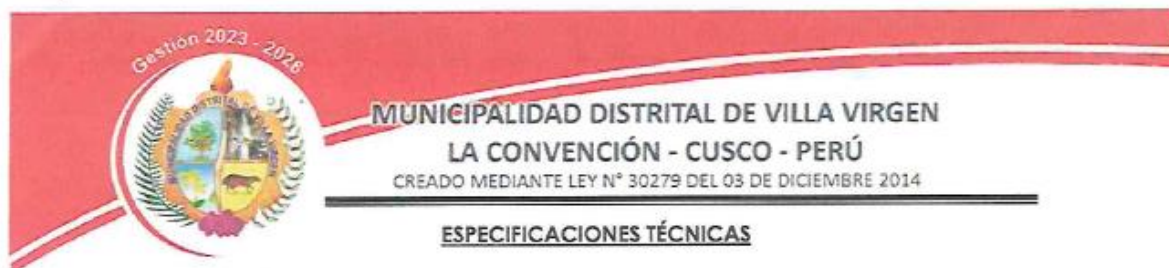 Gestión 2023 - 2026
MUNICIPALIDAD DISTRITAL DE VILLA VIRGEN
LA CONVENCIÓN - CUSCO - PERÚ
CREADO MEDIANTE LEY N° 30279 DEL 03 DE DICIEMBRE 2014
ESPECIFICACIONES TÉCNICAS